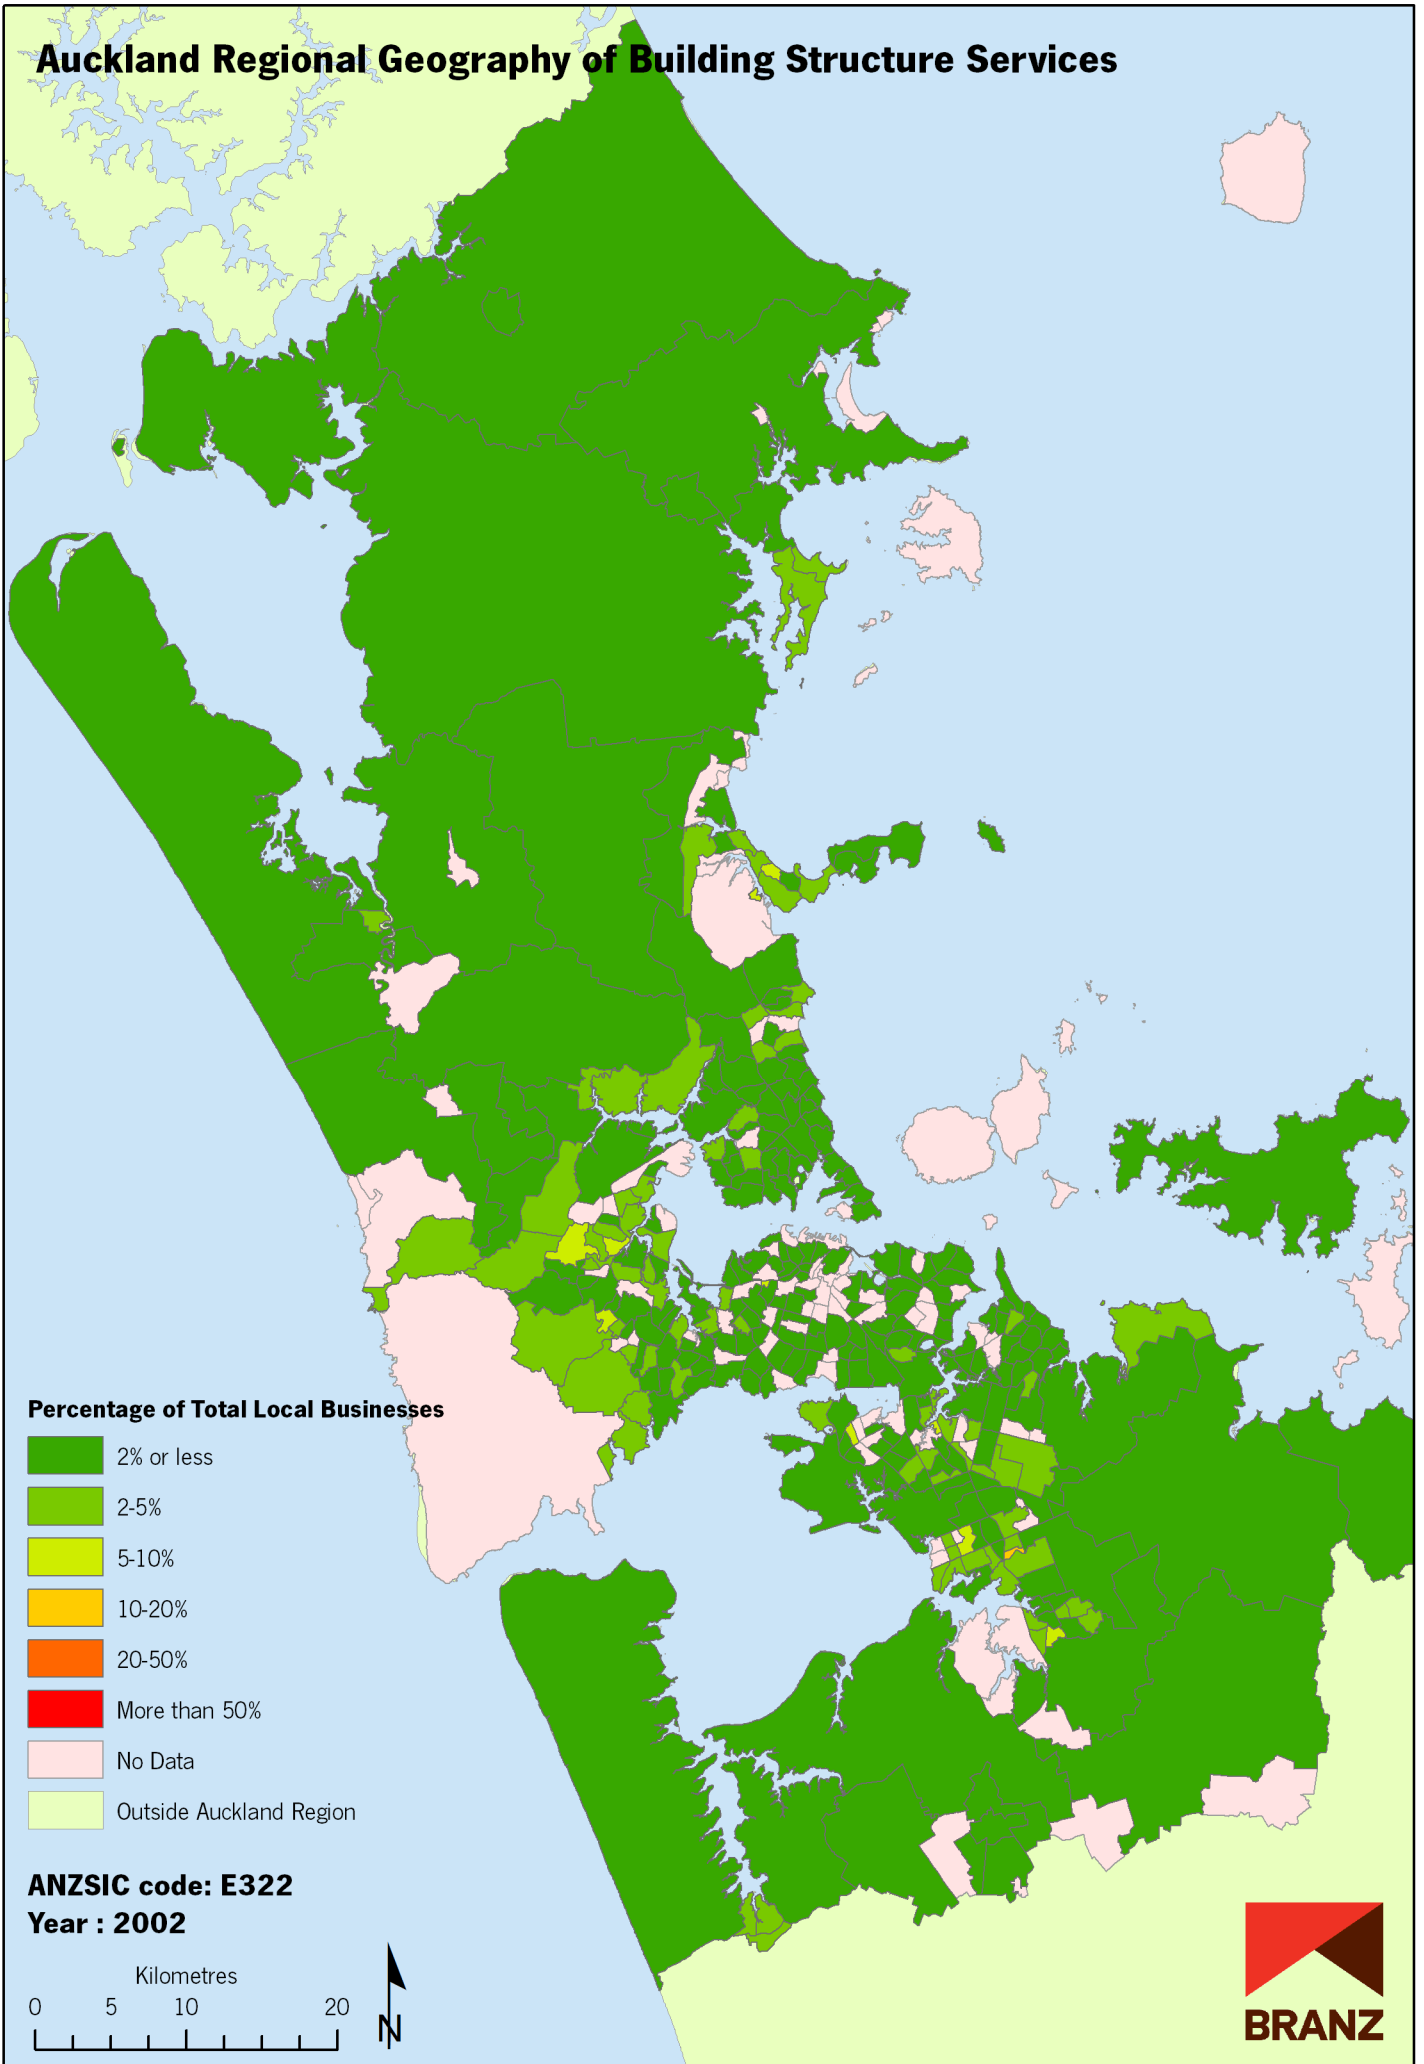 Auckland Regional Geography of Building Structure Services
Percentage of Total Local Businesses
2% or less
2-5%
5-10%
10-20%
20-50%
More than 50%
No Data
Outside Auckland Region
ANZSIC code: E322
Year : 2002
Kilometres
0 5 10 20
N
BRANZ